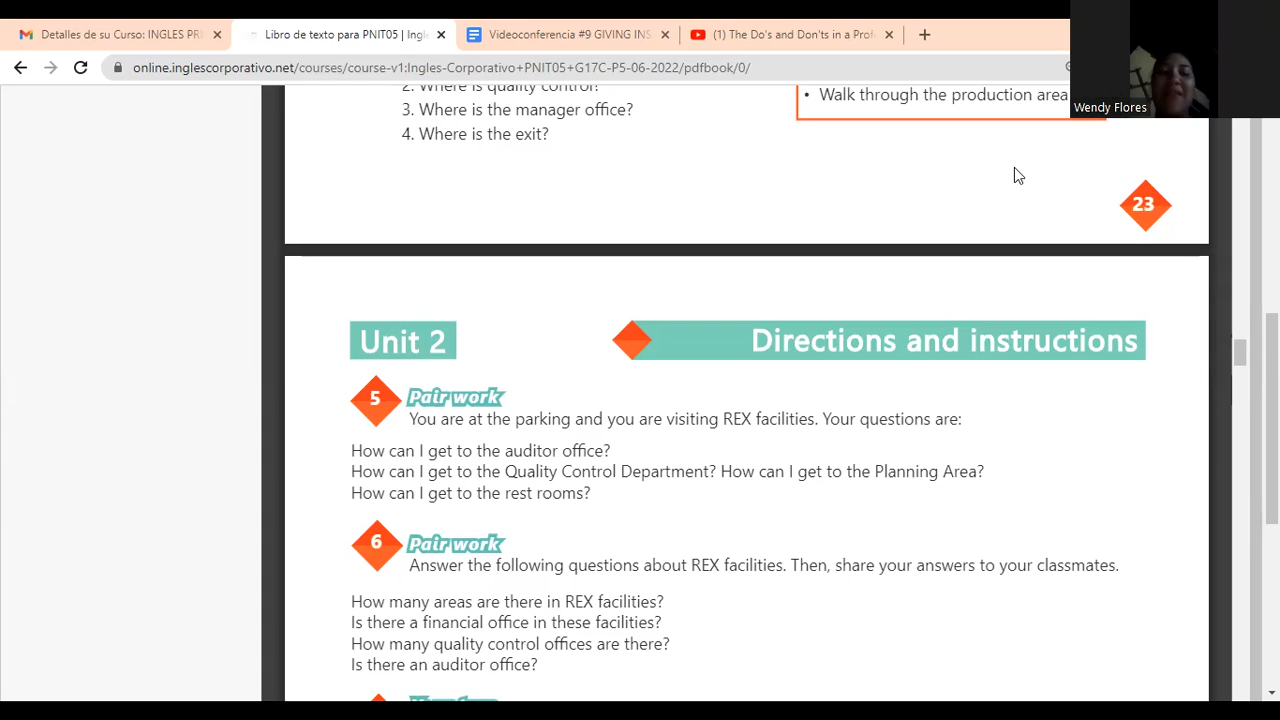 Detalles de su Curso: INGLES PR
Libro de texto para PNIT05 | Ingl
Videoconferencia #9 GIVING INS
(1) The Do's and Don'ts in a Prof
online.inglescorporativo.net/courses/course-v1:Ingles-Corporativo+PNIT05+G17C-P5-06-2022/pdfbook/0/
Wendy Flores
2. Where is quality control?
3. Where is the manager office?
4. Where is the exit?
• Walk through the production area
23
Unit 2
Directions and instructions
5
Pair work
You are at the parking and you are visiting REX facilities. Your questions are:
How can I get to the auditor office?
How can I get to the Quality Control Department? How can I get to the Planning Area?
How can I get to the rest rooms?
6
Pair work
Answer the following questions about REX facilities. Then, share your answers to your classmates.
How many areas are there in REX facilities?
Is there a financial office in these facilities?
How many quality control offices are there?
Is there an auditor office?